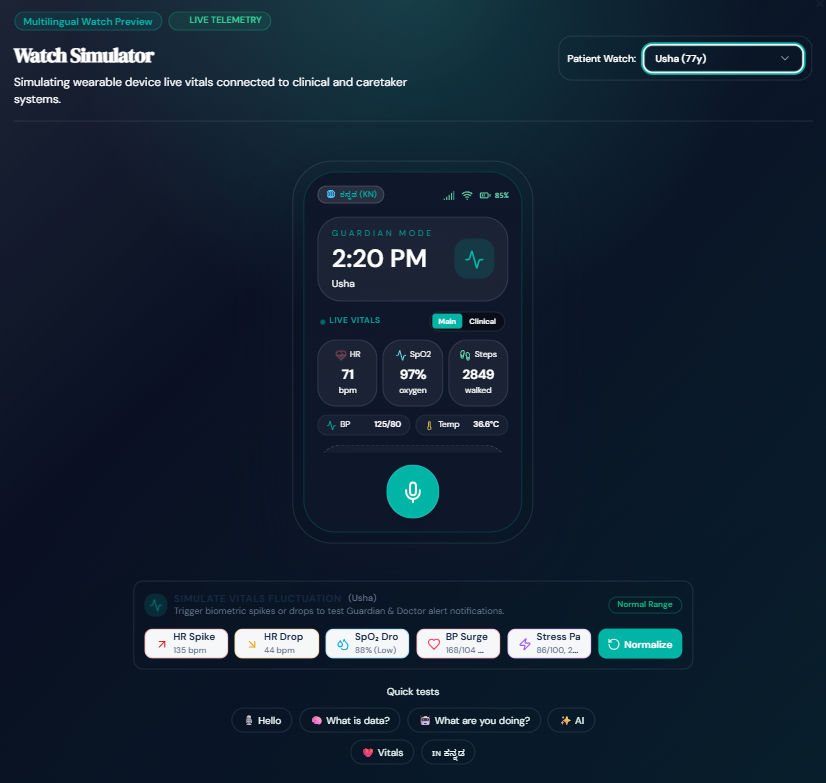 Multilingual Watch Preview
LIVE TELEMETRY
Watch Simulator
Simulating wearable device live vitals connected to clinical and caretaker
systems.
Patient Watch:
Usha (77y)
ಕನ್ನಡ (KN)
85%
GUARDIAN MODE
2:20 PM
Usha
LIVE VITALS
Main
Clinical
HR
71
bpm
SpO2
97%
oxygen
Steps
2849
walked
BP
125/80
Temp
36.6°C
SIMULATE VITALS FLUCTUATION (Usha)
Trigger biometric spikes or drops to test Guardian & Doctor alert notifications.
Normal Range
HR Spike
135 bpm
HR Drop
44 bpm
SpO₂ Dro
88% (Low)
BP Surge
168/104 ...
Stress Pa
86/100, 2...
Normalize
Quick tests
Hello
What is data?
What are you doing?
AI
Vitals
IN ಕನ್ನಡ